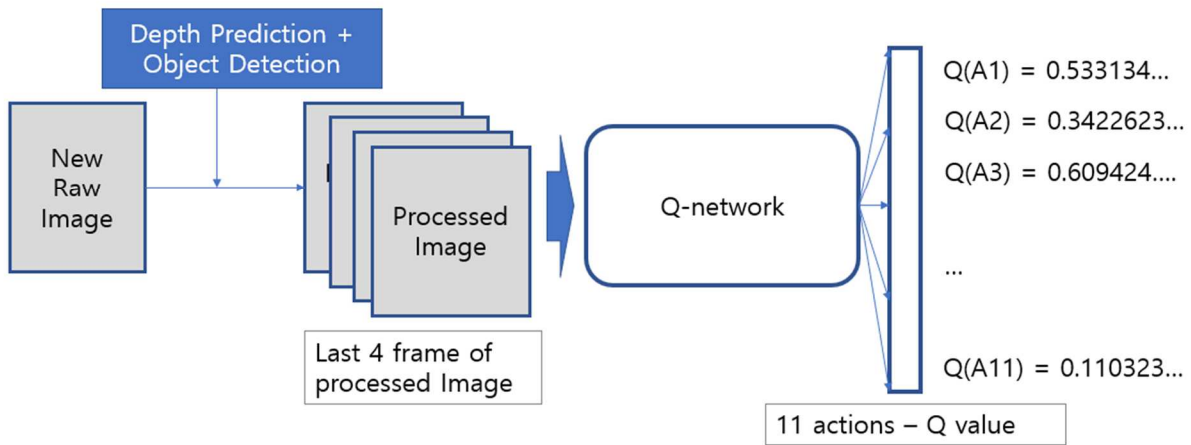 Depth Prediction +
Object Detection
New
Raw
Image
Processed
Image
Last 4 frame of
processed Image
Q-network
Q(A1) = 0.533134...
Q(A2) = 0.3422623...
Q(A3) = 0.609424....
...
Q(A11) = 0.110323...
11 actions – Q value